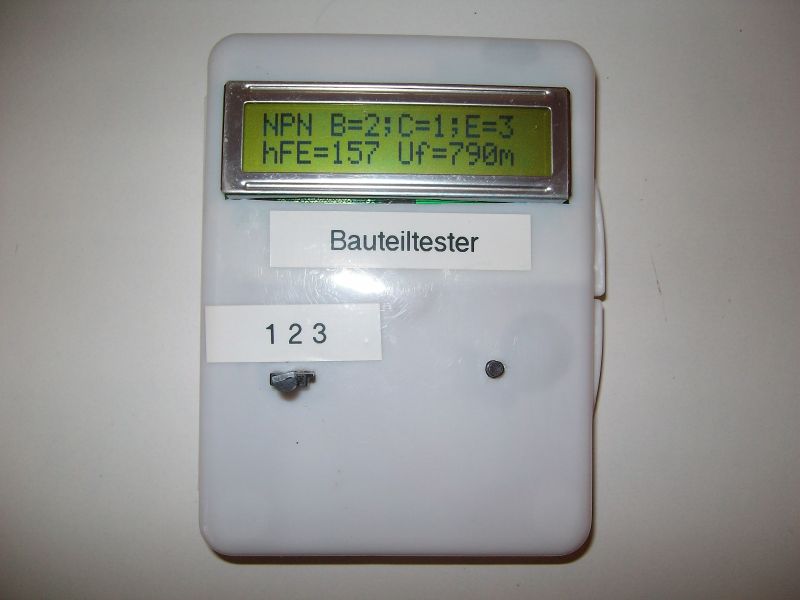 NPN B=2;C=1;E=3
hFE=157 Uf=790m
Bauteiltester
1 2 3